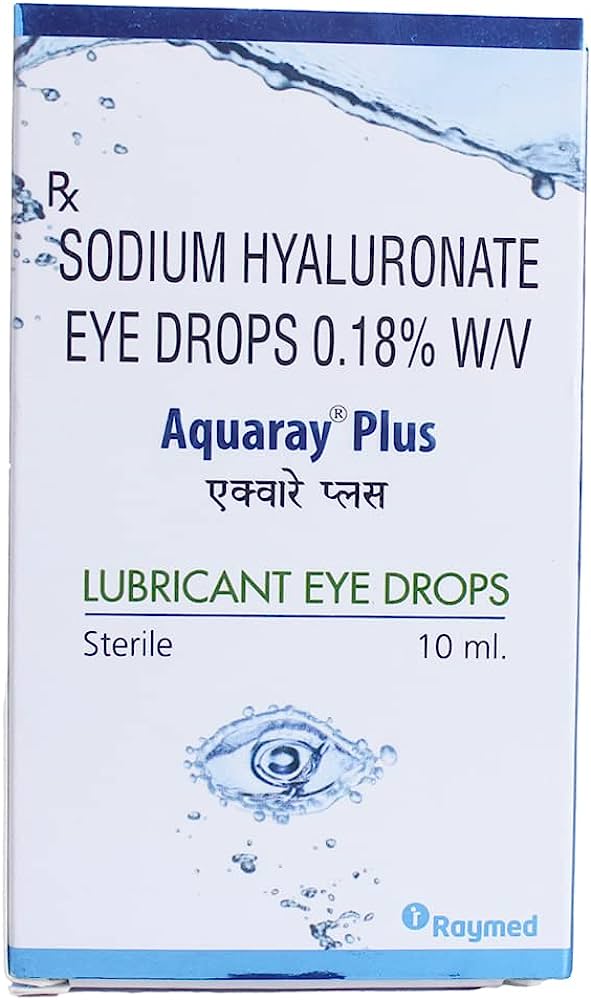 Rx
SODIUM HYALURONATE
EYE DROPS 0.18% W/V
Aquaray® Plus
एक्वारे प्लस
LUBRICANT EYE DROPS
Sterile 10 ml.
Raymed